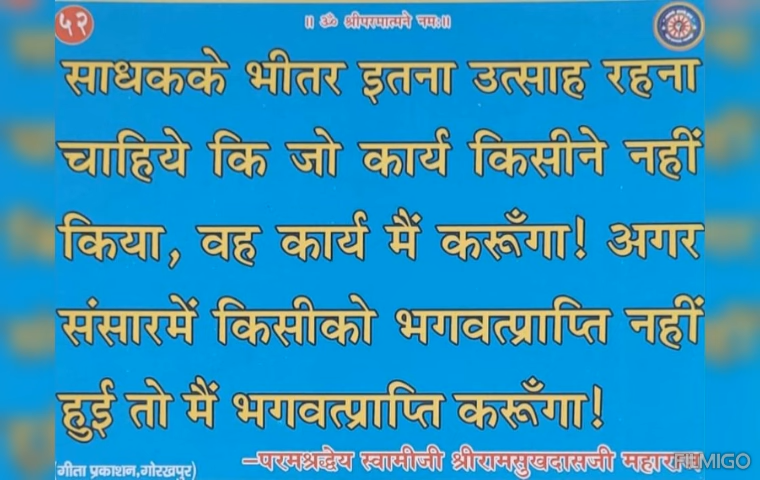 ५२
॥ ॐ श्रीपरमात्मने नमः॥
साधकके भीतर इतना उत्साह रहना
चाहिये कि जो कार्य किसीने नहीं
किया, वह कार्य मैं करूँगा! अगर
संसारमें किसीको भगवत्प्राप्ति नहीं
हुई तो मैं भगवत्प्राप्ति करूँगा!
–परमश्रद्धेय स्वामीजी श्रीरामसुखदासजी महाराज
(गीता प्रकाशन,गोरखपुर)
FILMIGO